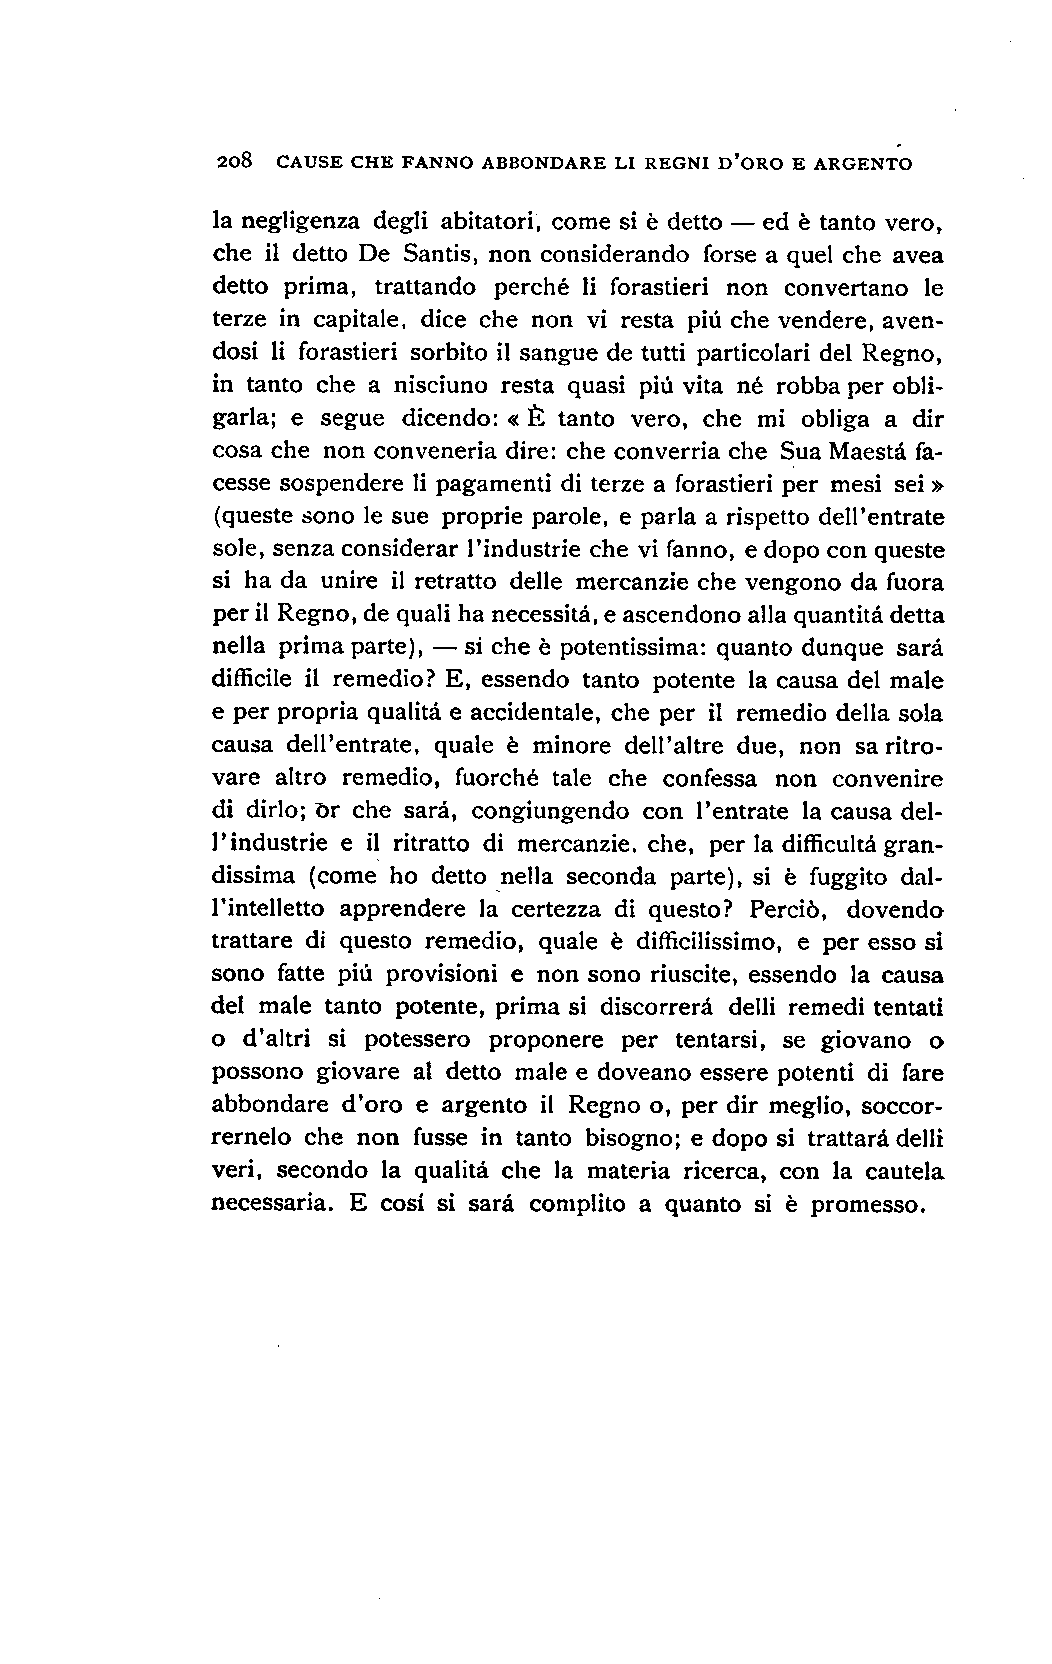 208 CAUSE CHE FANNO ABBONDARE LI REGNI D'ORO E ARGENTO
la negligenza degli abitatori, come si è detto — ed è tanto vero,
che il detto De Santis, non considerando forse a quel che avea
detto prima, trattando perché li forastieri non convertano le
terze in capitale, dice che non vi resta piú che vendere, aven-
dosi li forastieri sorbito il sangue de tutti particolari del Regno,
in tanto che a nisciuno resta quasi piú vita né robba per obli-
garla; e segue dicendo: « È tanto vero, che mi obliga a dir
cosa che non conveneria dire: che converria che Sua Maestá fa-
cesse sospendere li pagamenti di terze a forastieri per mesi sei »
(queste sono le sue proprie parole, e parla a rispetto dell'entrate
sole, senza considerar l'industrie che vi fanno, e dopo con queste
si ha da unire il retratto delle mercanzie che vengono da fuora
per il Regno, de quali ha necessitá, e ascendono alla quantitá detta
nella prima parte), — si che è potentissima: quanto dunque sará
difficile il remedio? E, essendo tanto potente la causa del male
e per propria qualitá e accidentale, che per il remedio della sola
causa dell'entrate, quale è minore dell'altre due, non sa ritro-
vare altro remedio, fuorché tale che confessa non convenire
di dirlo; or che sará, congiungendo con l'entrate la causa del-
l'industrie e il ritratto di mercanzie, che, per la difficultá gran-
dissima (come ho detto nella seconda parte), si è fuggito dal-
l'intelletto apprendere la certezza di questo? Perciò, dovendo
trattare di questo remedio, quale è difficilissimo, e per esso si
sono fatte piú provisioni e non sono riuscite, essendo la causa
del male tanto potente, prima si discorrerá delli remedi tentati
o d'altri si potessero proponere per tentarsi, se giovano o
possono giovare al detto male e doveano essere potenti di fare
abbondare d'oro e argento il Regno o, per dir meglio, soccor-
rernelo che non fusse in tanto bisogno; e dopo si trattará delli
veri, secondo la qualitá che la materia ricerca, con la cautela
necessaria. E cosí si sará complito a quanto si è promesso.